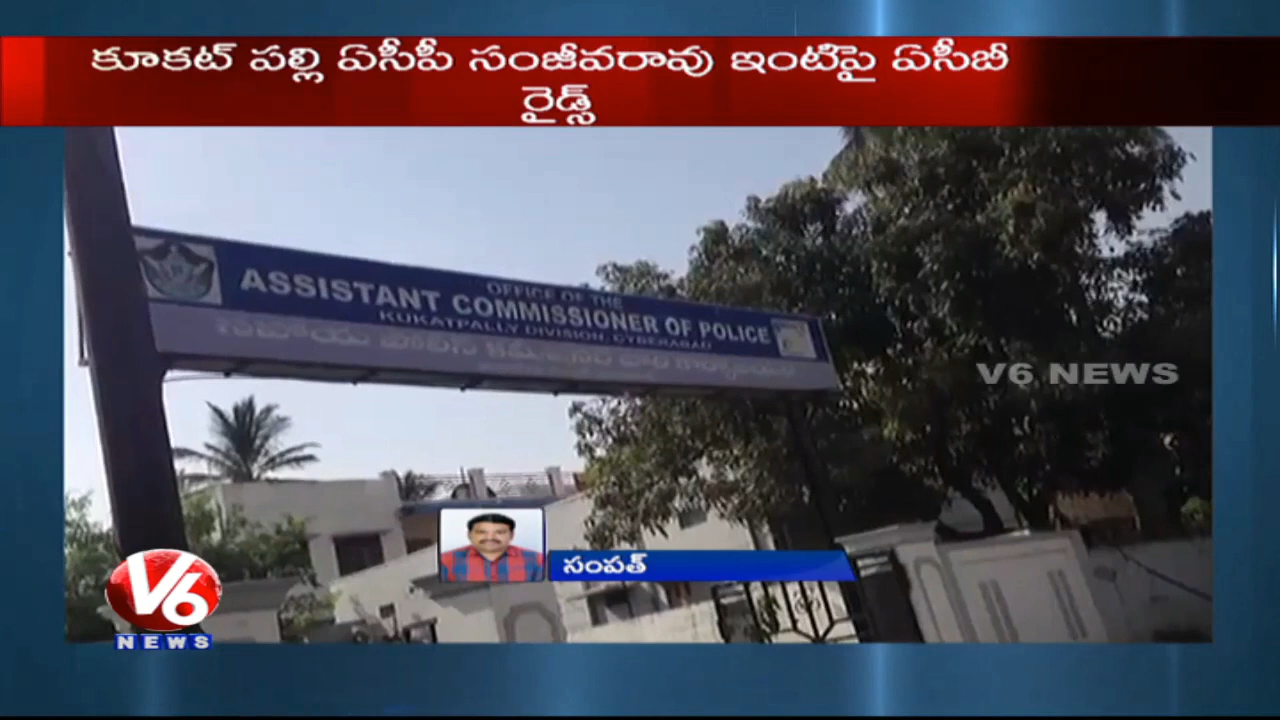 కూకట్ పల్లి ఏసీపీ సంజీవరావు ఇంటిపై ఏసీబీ
రైడ్స్
OFFICE OF THE
ASSISTANT COMMISSIONER OF POLICE
KUKATPALLY DIVISION, CYBERABAD
V6 NEWS
సంపత్
V6
NEWS